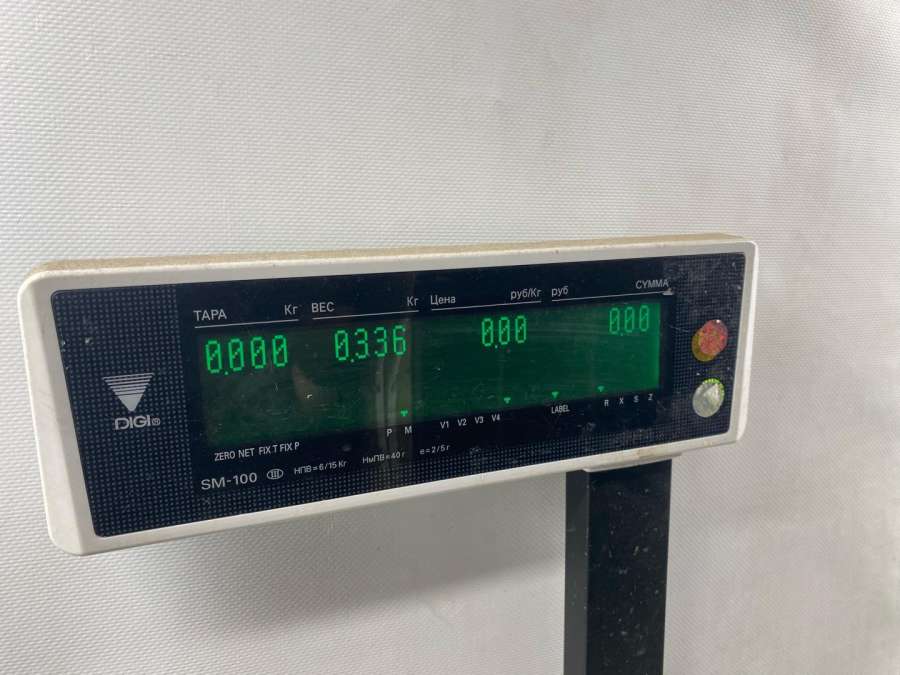 ТАРА Кг ВЕС Кг Цена руб/Кг руб СУММА
0.000 0.336 0.00 0.00
DIGI®
P M V1 V2 V3 V4 LABEL R X S Z
ZERO NET FIX T FIX P
SM-100 III НПВ=6/15 Кг НмПВ=40 г e=2/5 г